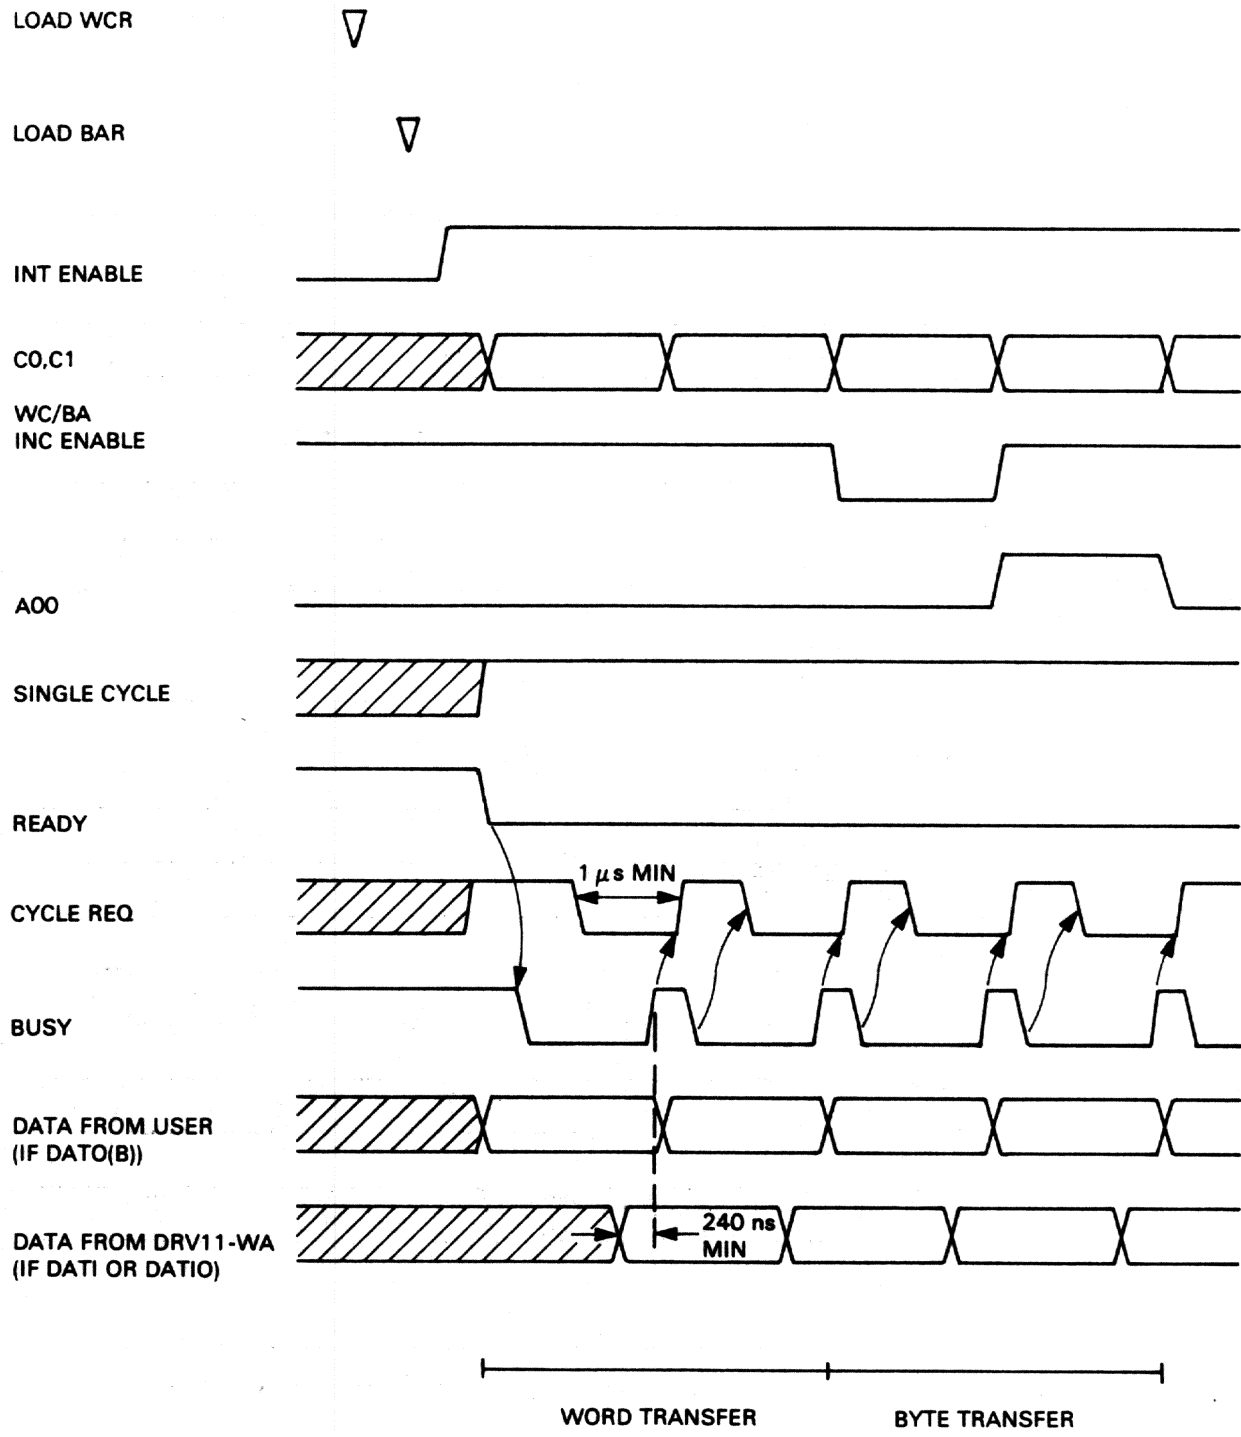 LOAD WCR
LOAD BAR
INT ENABLE
C0,C1
WC/BA
INC ENABLE
A00
SINGLE CYCLE
READY
1 μs MIN
CYCLE REQ
BUSY
DATA FROM USER
(IF DATO(B))
240 ns
MIN
DATA FROM DRV11-WA
(IF DATI OR DATIO)
WORD TRANSFER
BYTE TRANSFER